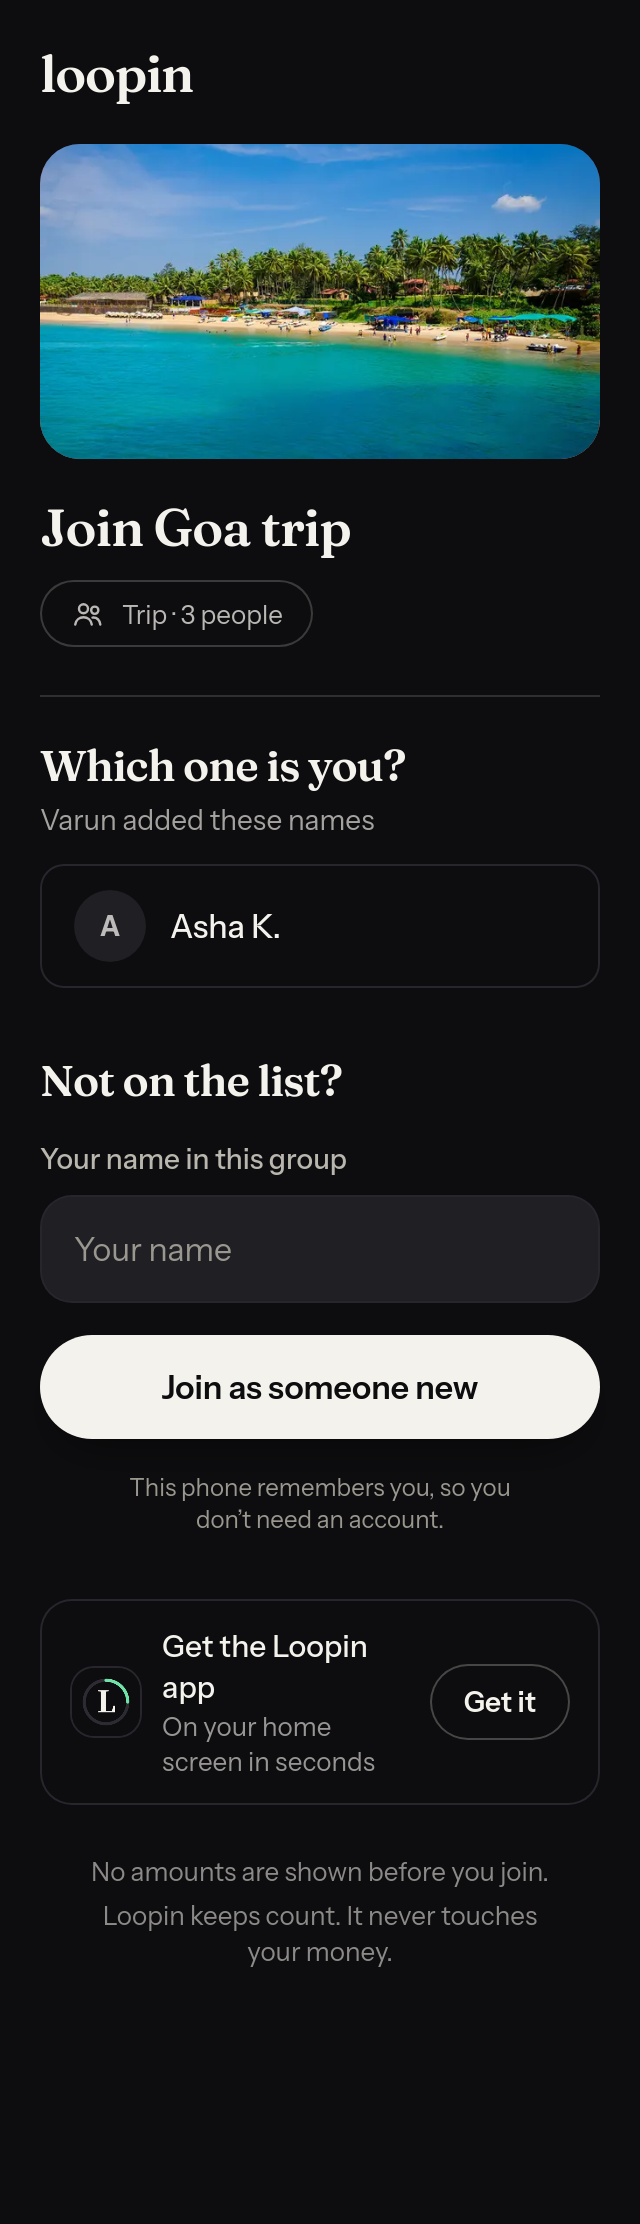 loopin
Join Goa trip
Trip · 3 people
Which one is you?
Varun added these names
A
Asha K.
Not on the list?
Your name in this group
Your name
Join as someone new
This phone remembers you, so you
don’t need an account.
L
Get the Loopin
app
On your home
screen in seconds
Get it
No amounts are shown before you join.
Loopin keeps count. It never touches
your money.